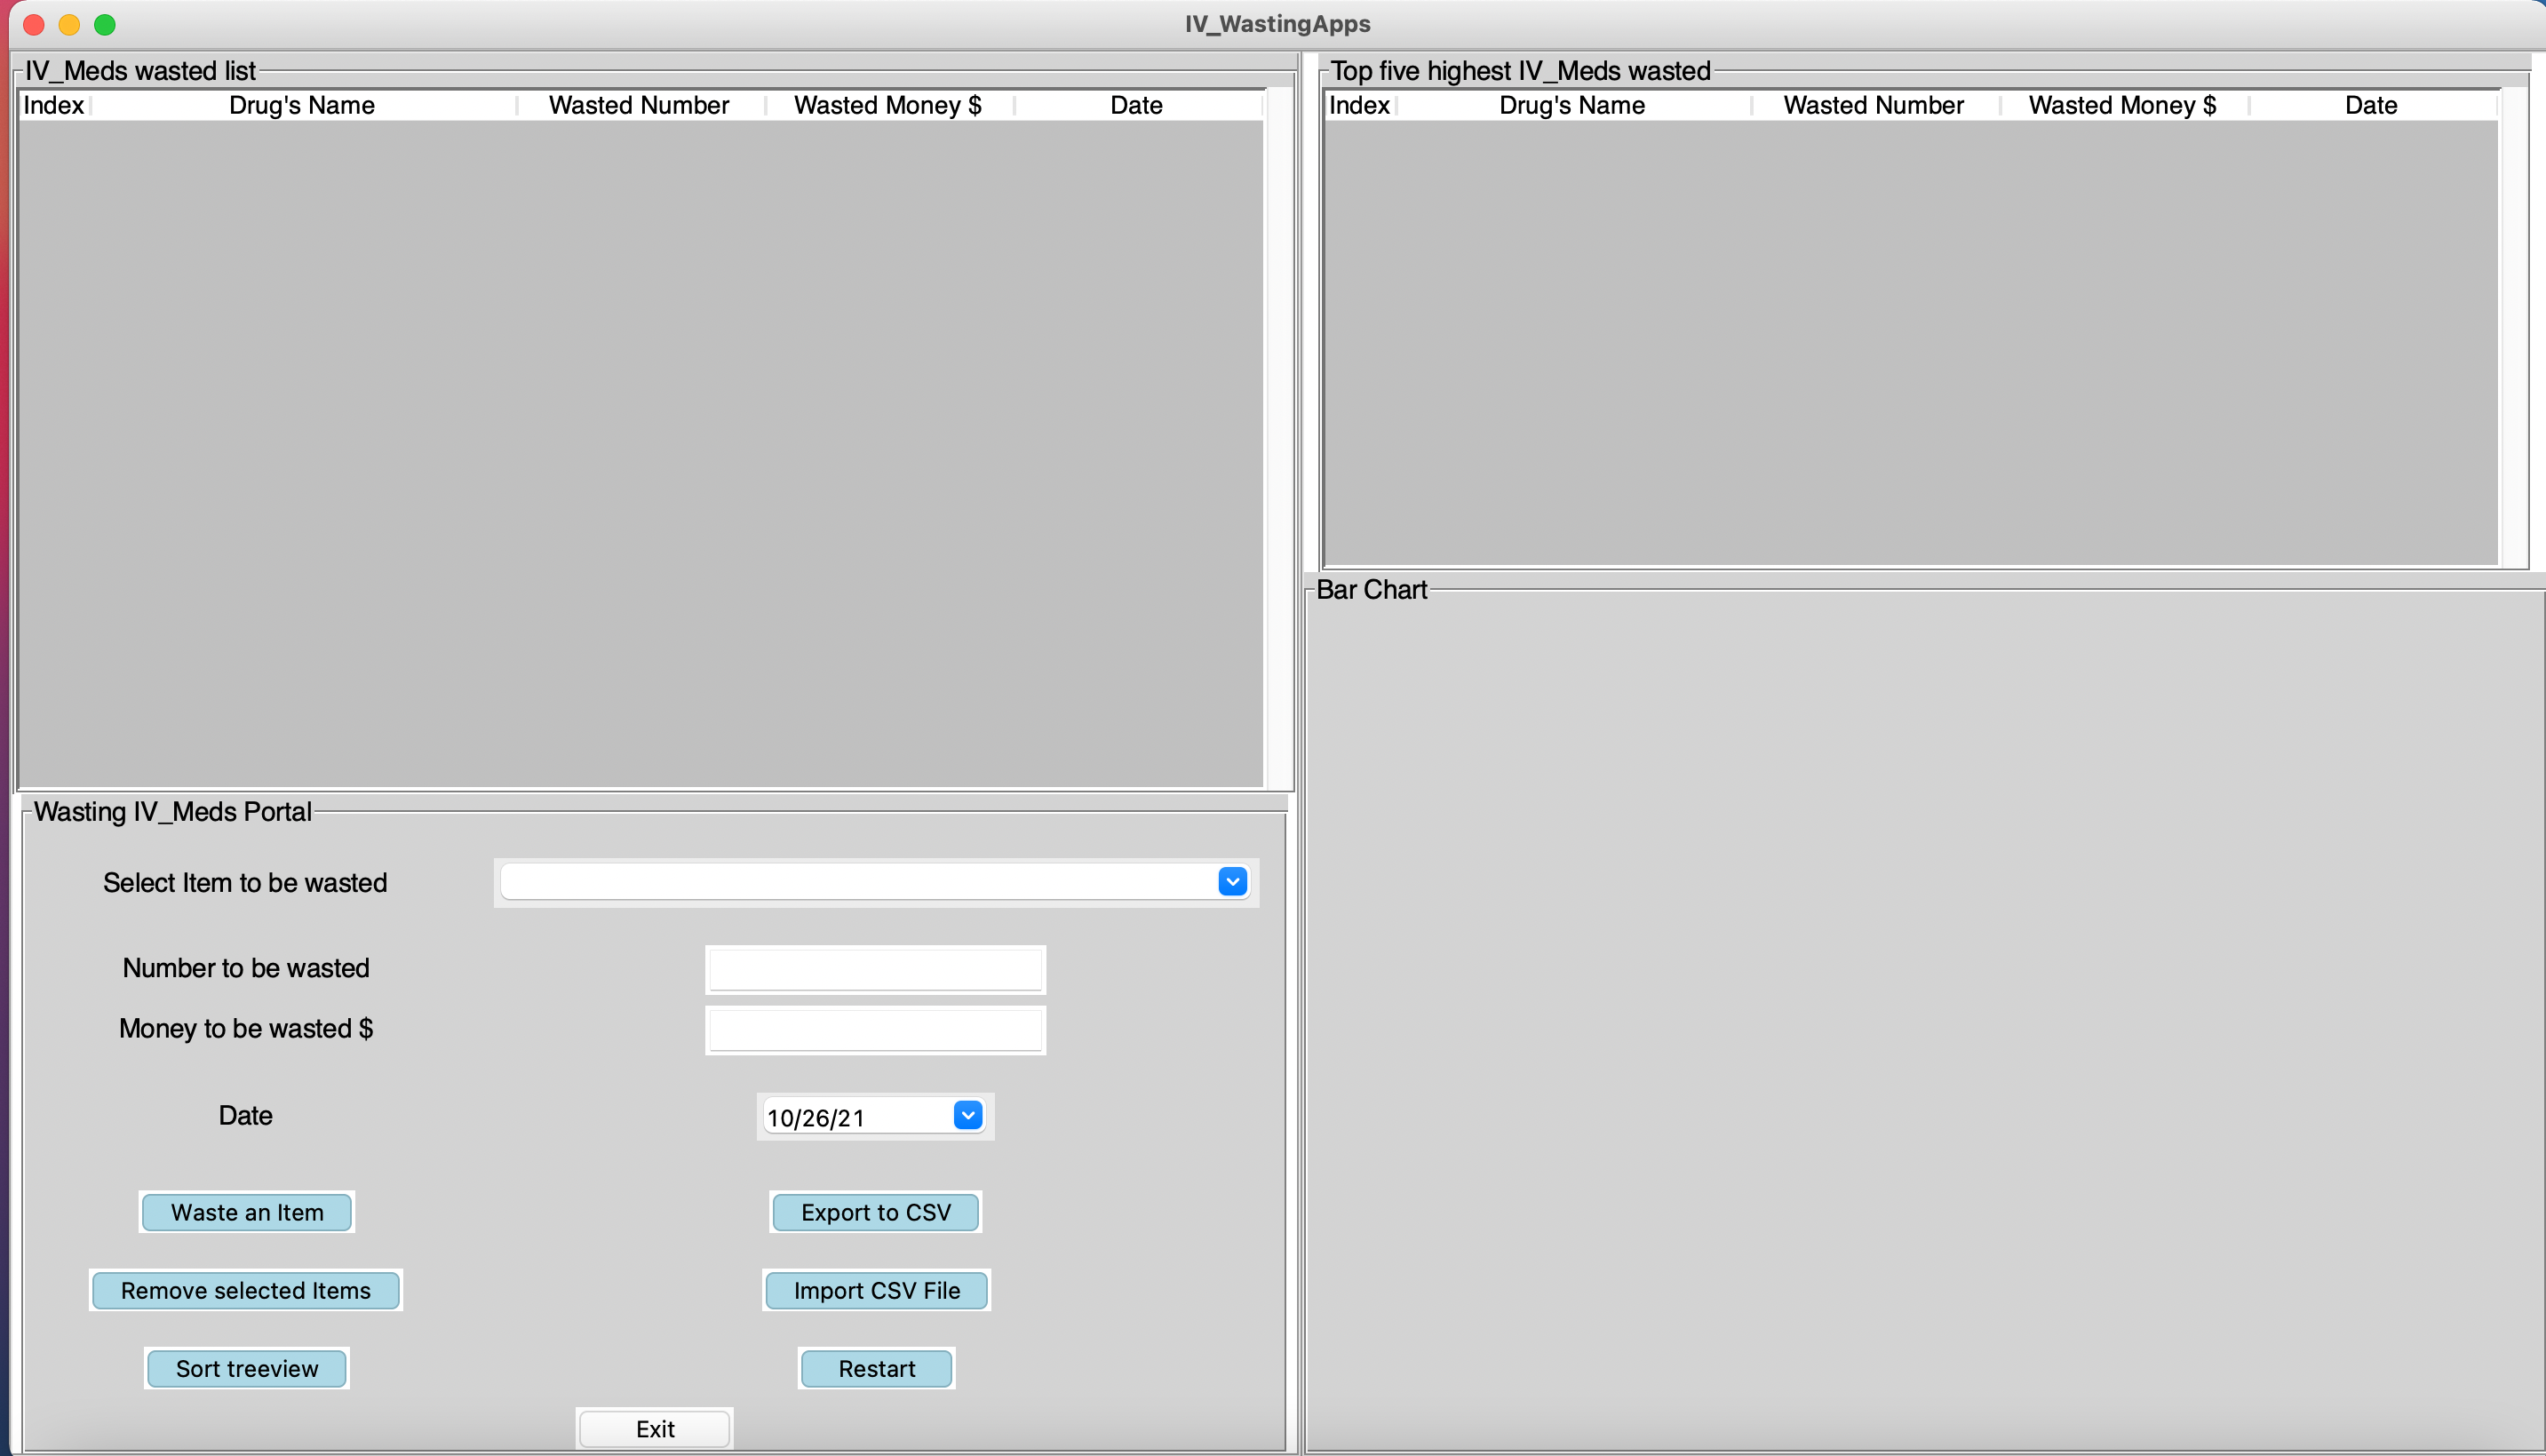 IV_WastingApps
IV_Meds wasted list
Index Drug's Name Wasted Number Wasted Money $ Date
Top five highest IV_Meds wasted
Index Drug's Name Wasted Number Wasted Money $ Date
Bar Chart
Wasting IV_Meds Portal
Select Item to be wasted
Number to be wasted
Money to be wasted $
Date 10/26/21
Waste an Item Export to CSV
Remove selected Items Import CSV File
Sort treeview Restart
Exit